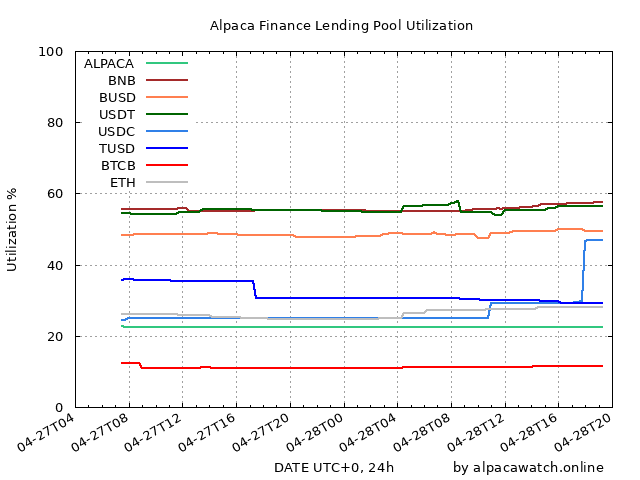 Alpaca Finance Lending Pool Utilization
100
80
60
40
20
0
Utilization %
ALPACA
BNB
BUSD
USDT
USDC
TUSD
BTCB
ETH
04-27T04
04-27T08
04-27T12
04-27T16
04-27T20
04-28T00
04-28T04
04-28T08
04-28T12
04-28T16
04-28T20
DATE UTC+0, 24h
by alpacawatch.online